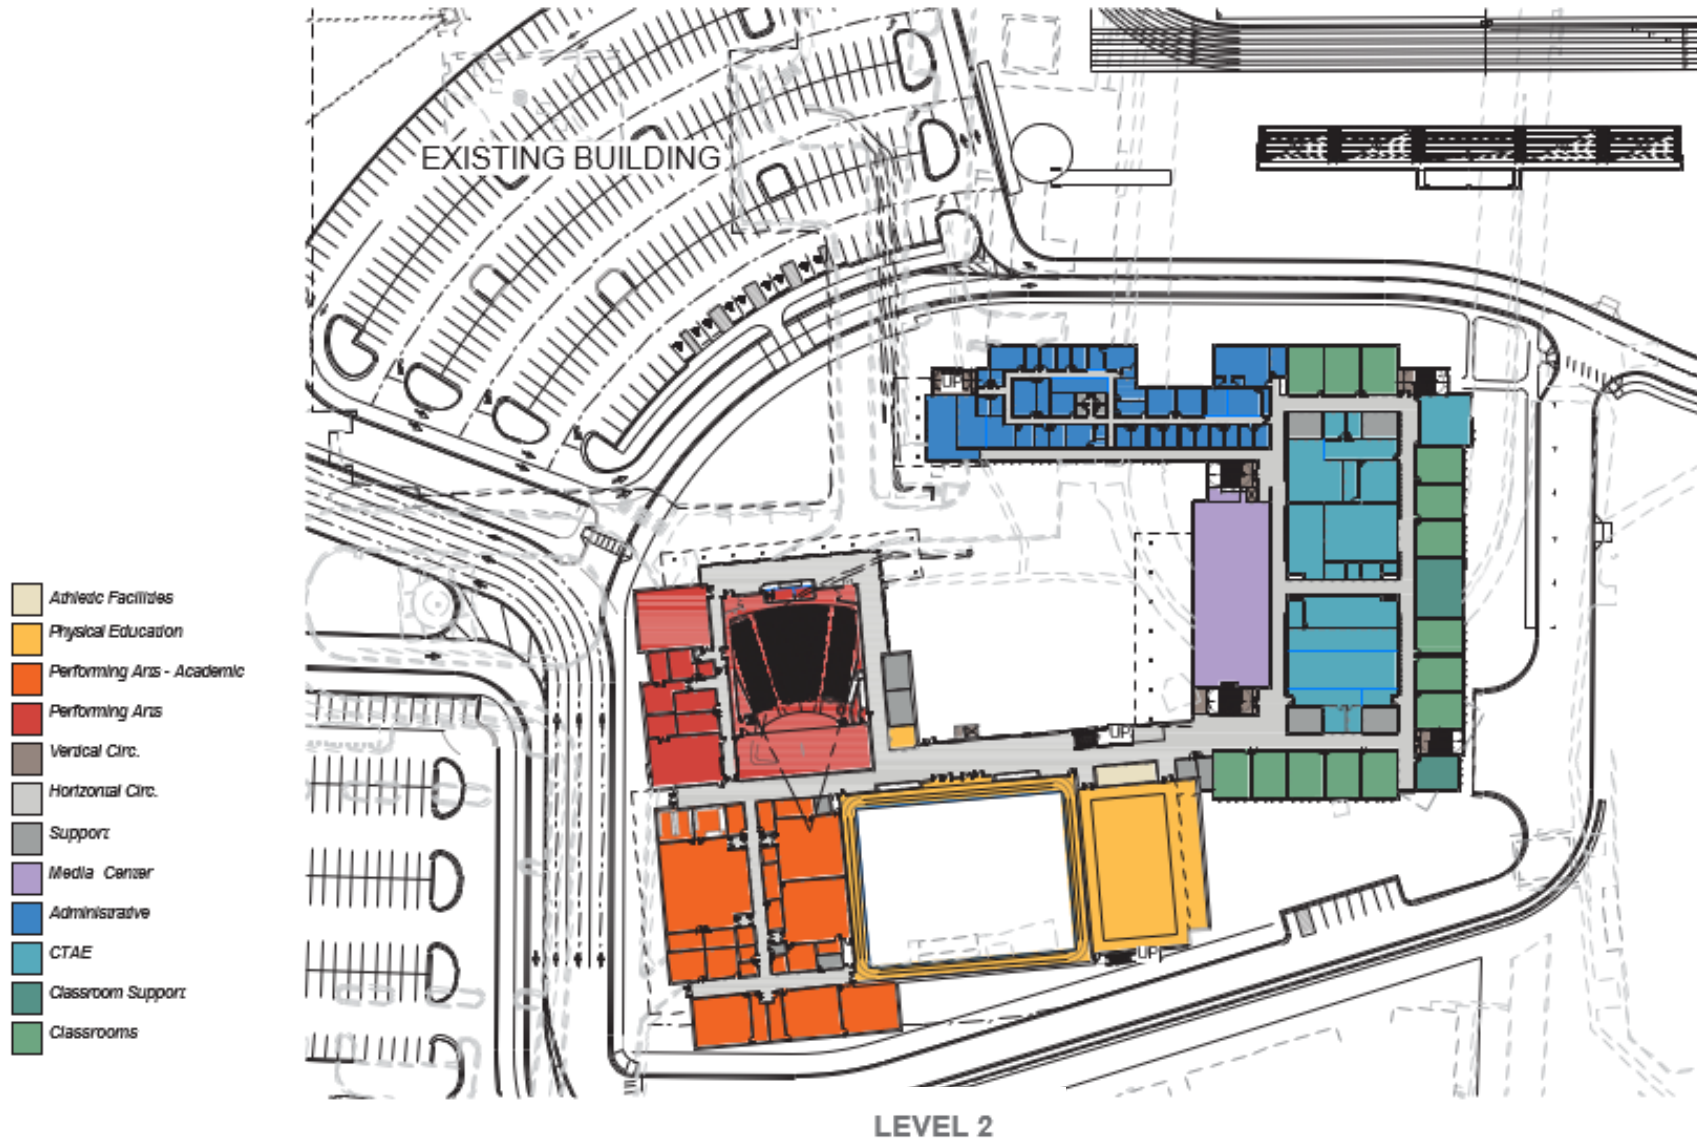 EXISTING BUILDING
UP
UP
UP
Athletic Facilities
Physical Education
Performing Arts - Academic
Performing Arts
Vertical Circ.
Horizontal Circ.
Support
Media Center
Administrative
CTAE
Classroom Support
Classrooms
LEVEL 2